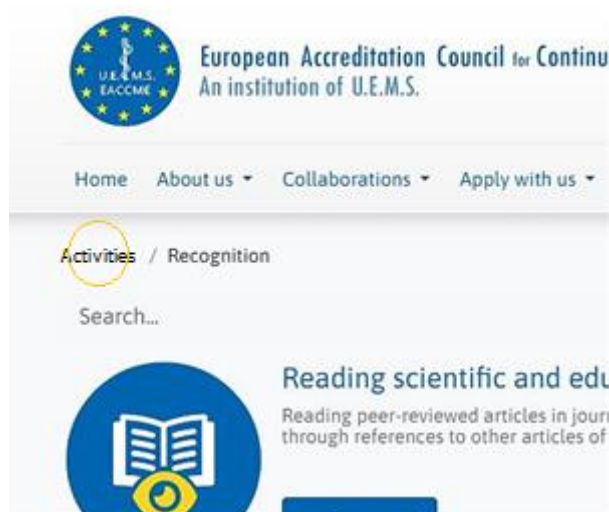 U.E.M.S.
EACCME
European Accreditation Council for Continu
An institution of U.E.M.S.
Home About us Collaborations Apply with us
Activities / Recognition
Search...
Reading scientific and edu
Reading peer-reviewed articles in journ
through references to other articles of